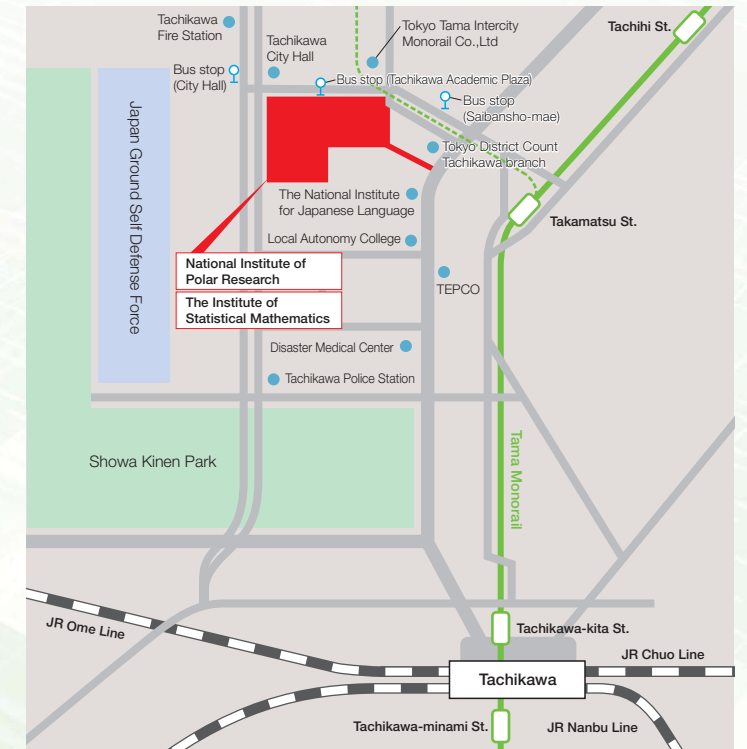 Tachikawa
Fire Station
Tachikawa
City Hall
Tokyo Tama Intercity
Monorail Co.,Ltd
Tachihi St.
Bus stop
(City Hall)
Bus stop (Tachikawa Academic Plaza)
Bus stop
(Saibansho-mae)
Japan Ground Self Defense Force
Tokyo District Count
Tachikawa branch
The National Institute
for Japanese Language
Takamatsu St.
Local Autonomy College
National Institute of
Polar Research
TEPCO
The Institute of
Statistical Mathematics
Disaster Medical Center
Tachikawa Police Station
Showa Kinen Park
Tama Monorail
JR Ome Line
Tachikawa-kita St.
JR Chuo Line
Tachikawa
Tachikawa-minami St.
JR Nanbu Line